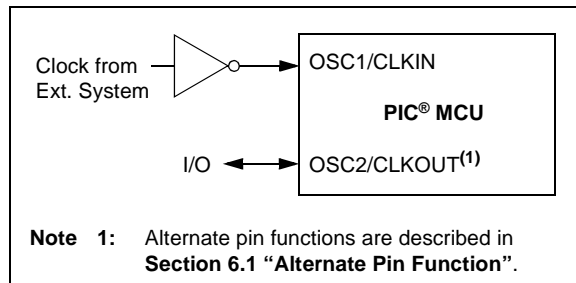 Clock from
Ext. System
OSC1/CLKIN
PIC® MCU
I/O
OSC2/CLKOUT(1)
Note 1: Alternate pin functions are described in
Section 6.1 “Alternate Pin Function”.